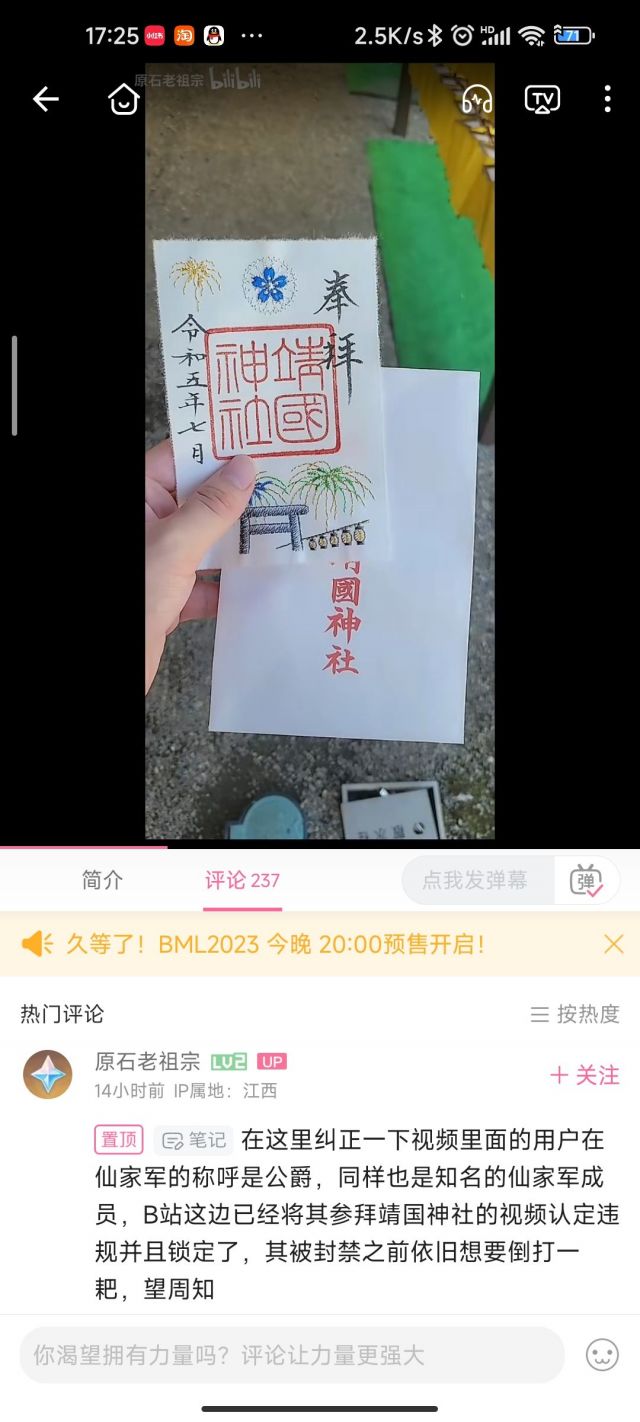 17:25
小红书
淘
2.5K/s
HD
71
原石老祖宗 bilibili
TV
奉拜
靖國
神社
令和五年七月
國神社
简介
评论 237
点我发弹幕
弹
久等了！BML2023 今晚 20:00预售开启！
热门评论
按热度
原石老祖宗 LV2 UP
+ 关注
14小时前 IP属地：江西
置顶 笔记 在这里纠正一下视频里面的用户在
仙家军的称呼是公爵，同样也是知名的仙家军成
员，B站这边已经将其参拜靖国神社的视频认定违
规并且锁定了，其被封禁之前依旧想要倒打一
耙，望周知
你渴望拥有力量吗？评论让力量更强大